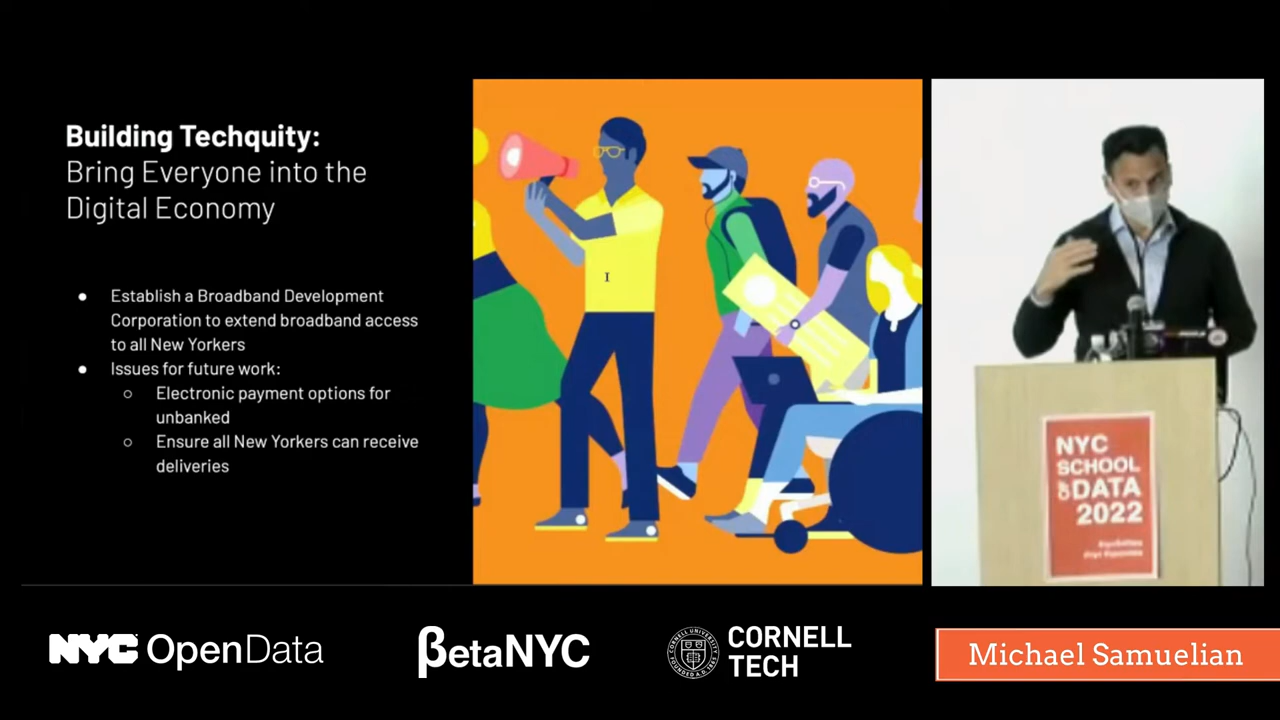 Building Techquity:
Bring Everyone into the
Digital Economy
● Establish a Broadband Development
Corporation to extend broadband access
to all New Yorkers
● Issues for future work:
○ Electronic payment options for
unbanked
○ Ensure all New Yorkers can receive
deliveries
NYC
SCHOOL
OF DATA
2022
NYC OpenData
βetaNYC
CORNELL
TECH
Michael Samuelian